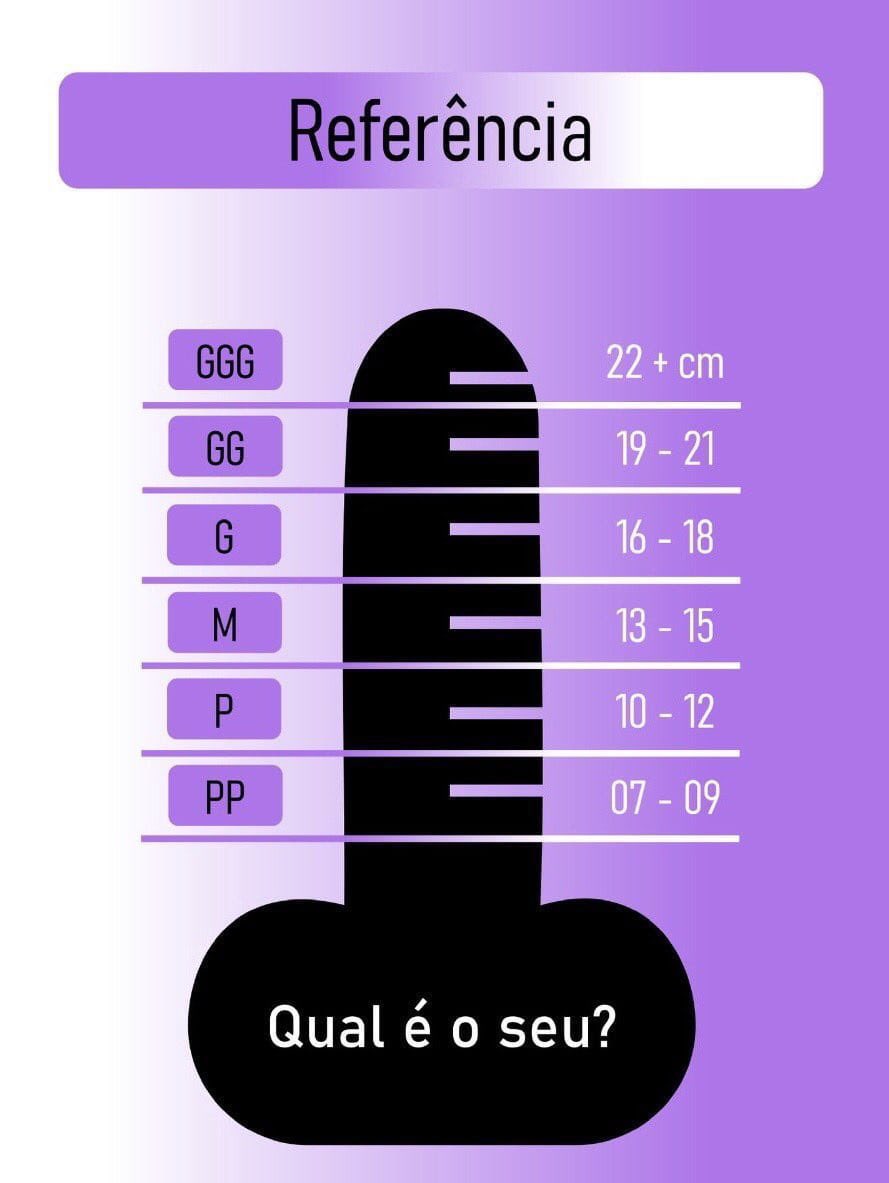 Referência
GGG 22 + cm
GG 19 - 21
G 16 - 18
M 13 - 15
P 10 - 12
PP 07 - 09
Qual é o seu?